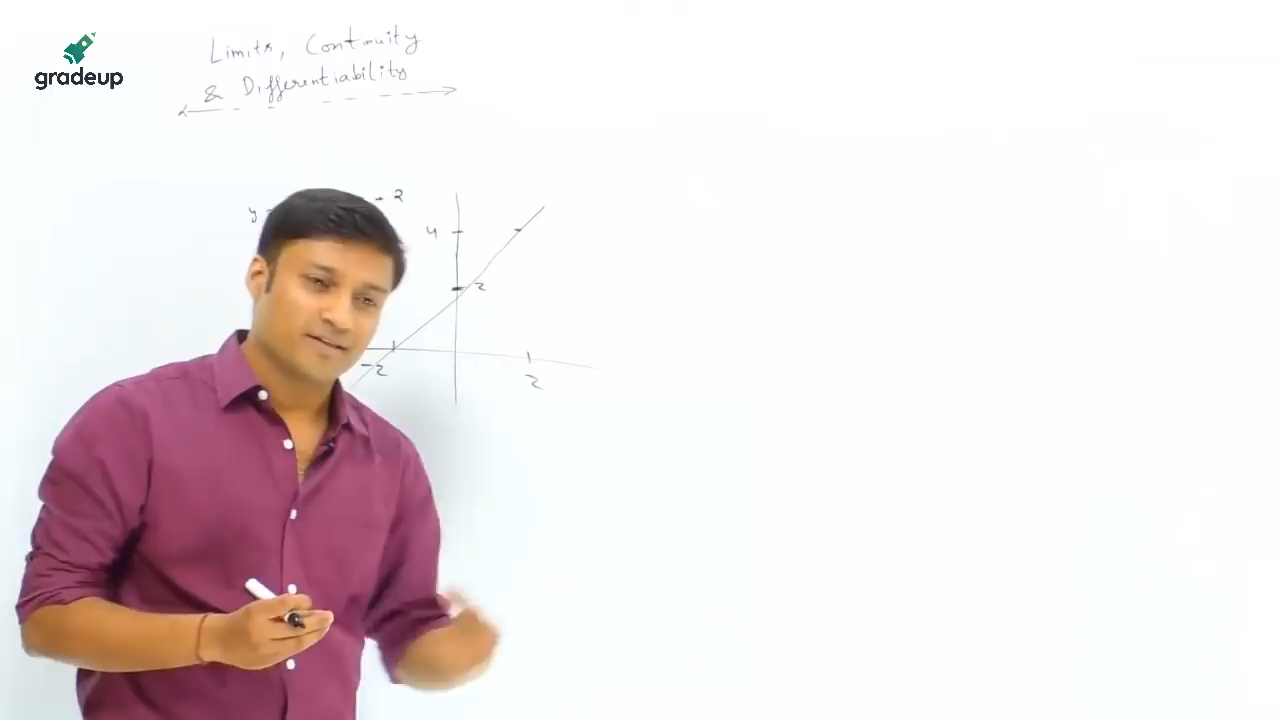 gradeup
Limits, Continuity
& Differentiability
y = + 2
4
2
-2
2